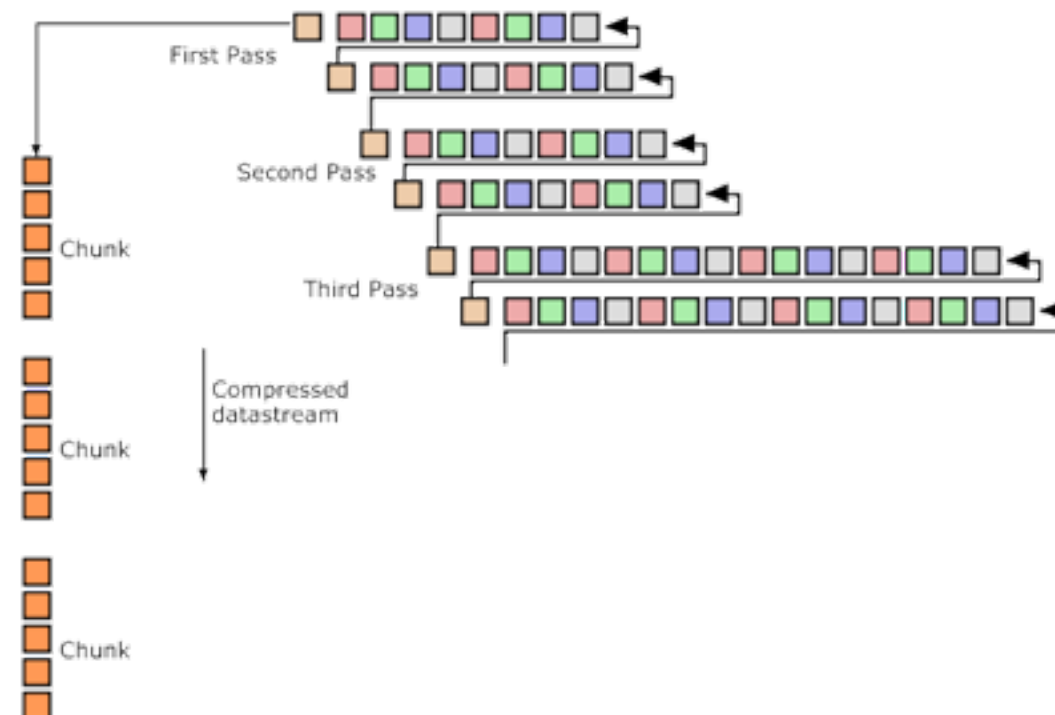 First Pass
Second Pass
Chunk
Third Pass
Compressed
datastream
Chunk
Chunk